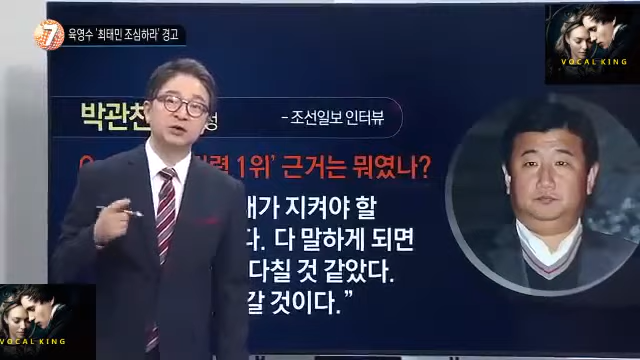 7
육영수 '최태민 조심하라' 경고
VOCAL KING
박관천
정
- 조선일보 인터뷰
Q
력 1위' 근거는 뭐였나?
내가 지켜야 할
다. 다 말하게 되면
다칠 것 같았다.
갈 것이다.”
VOCAL KING